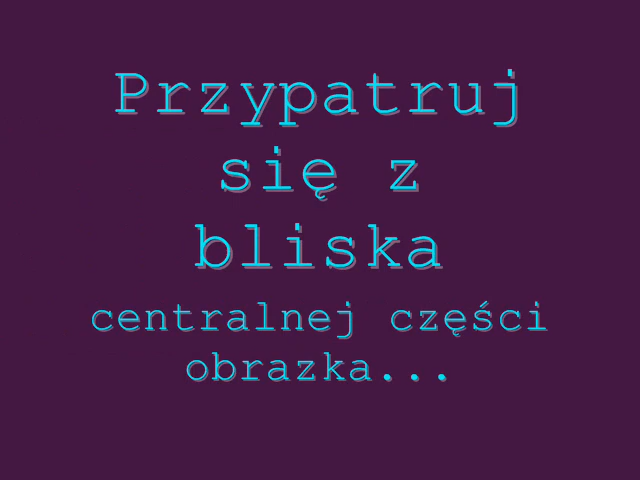 Przypatruj
się z
bliska
centralnej części
obrazka...